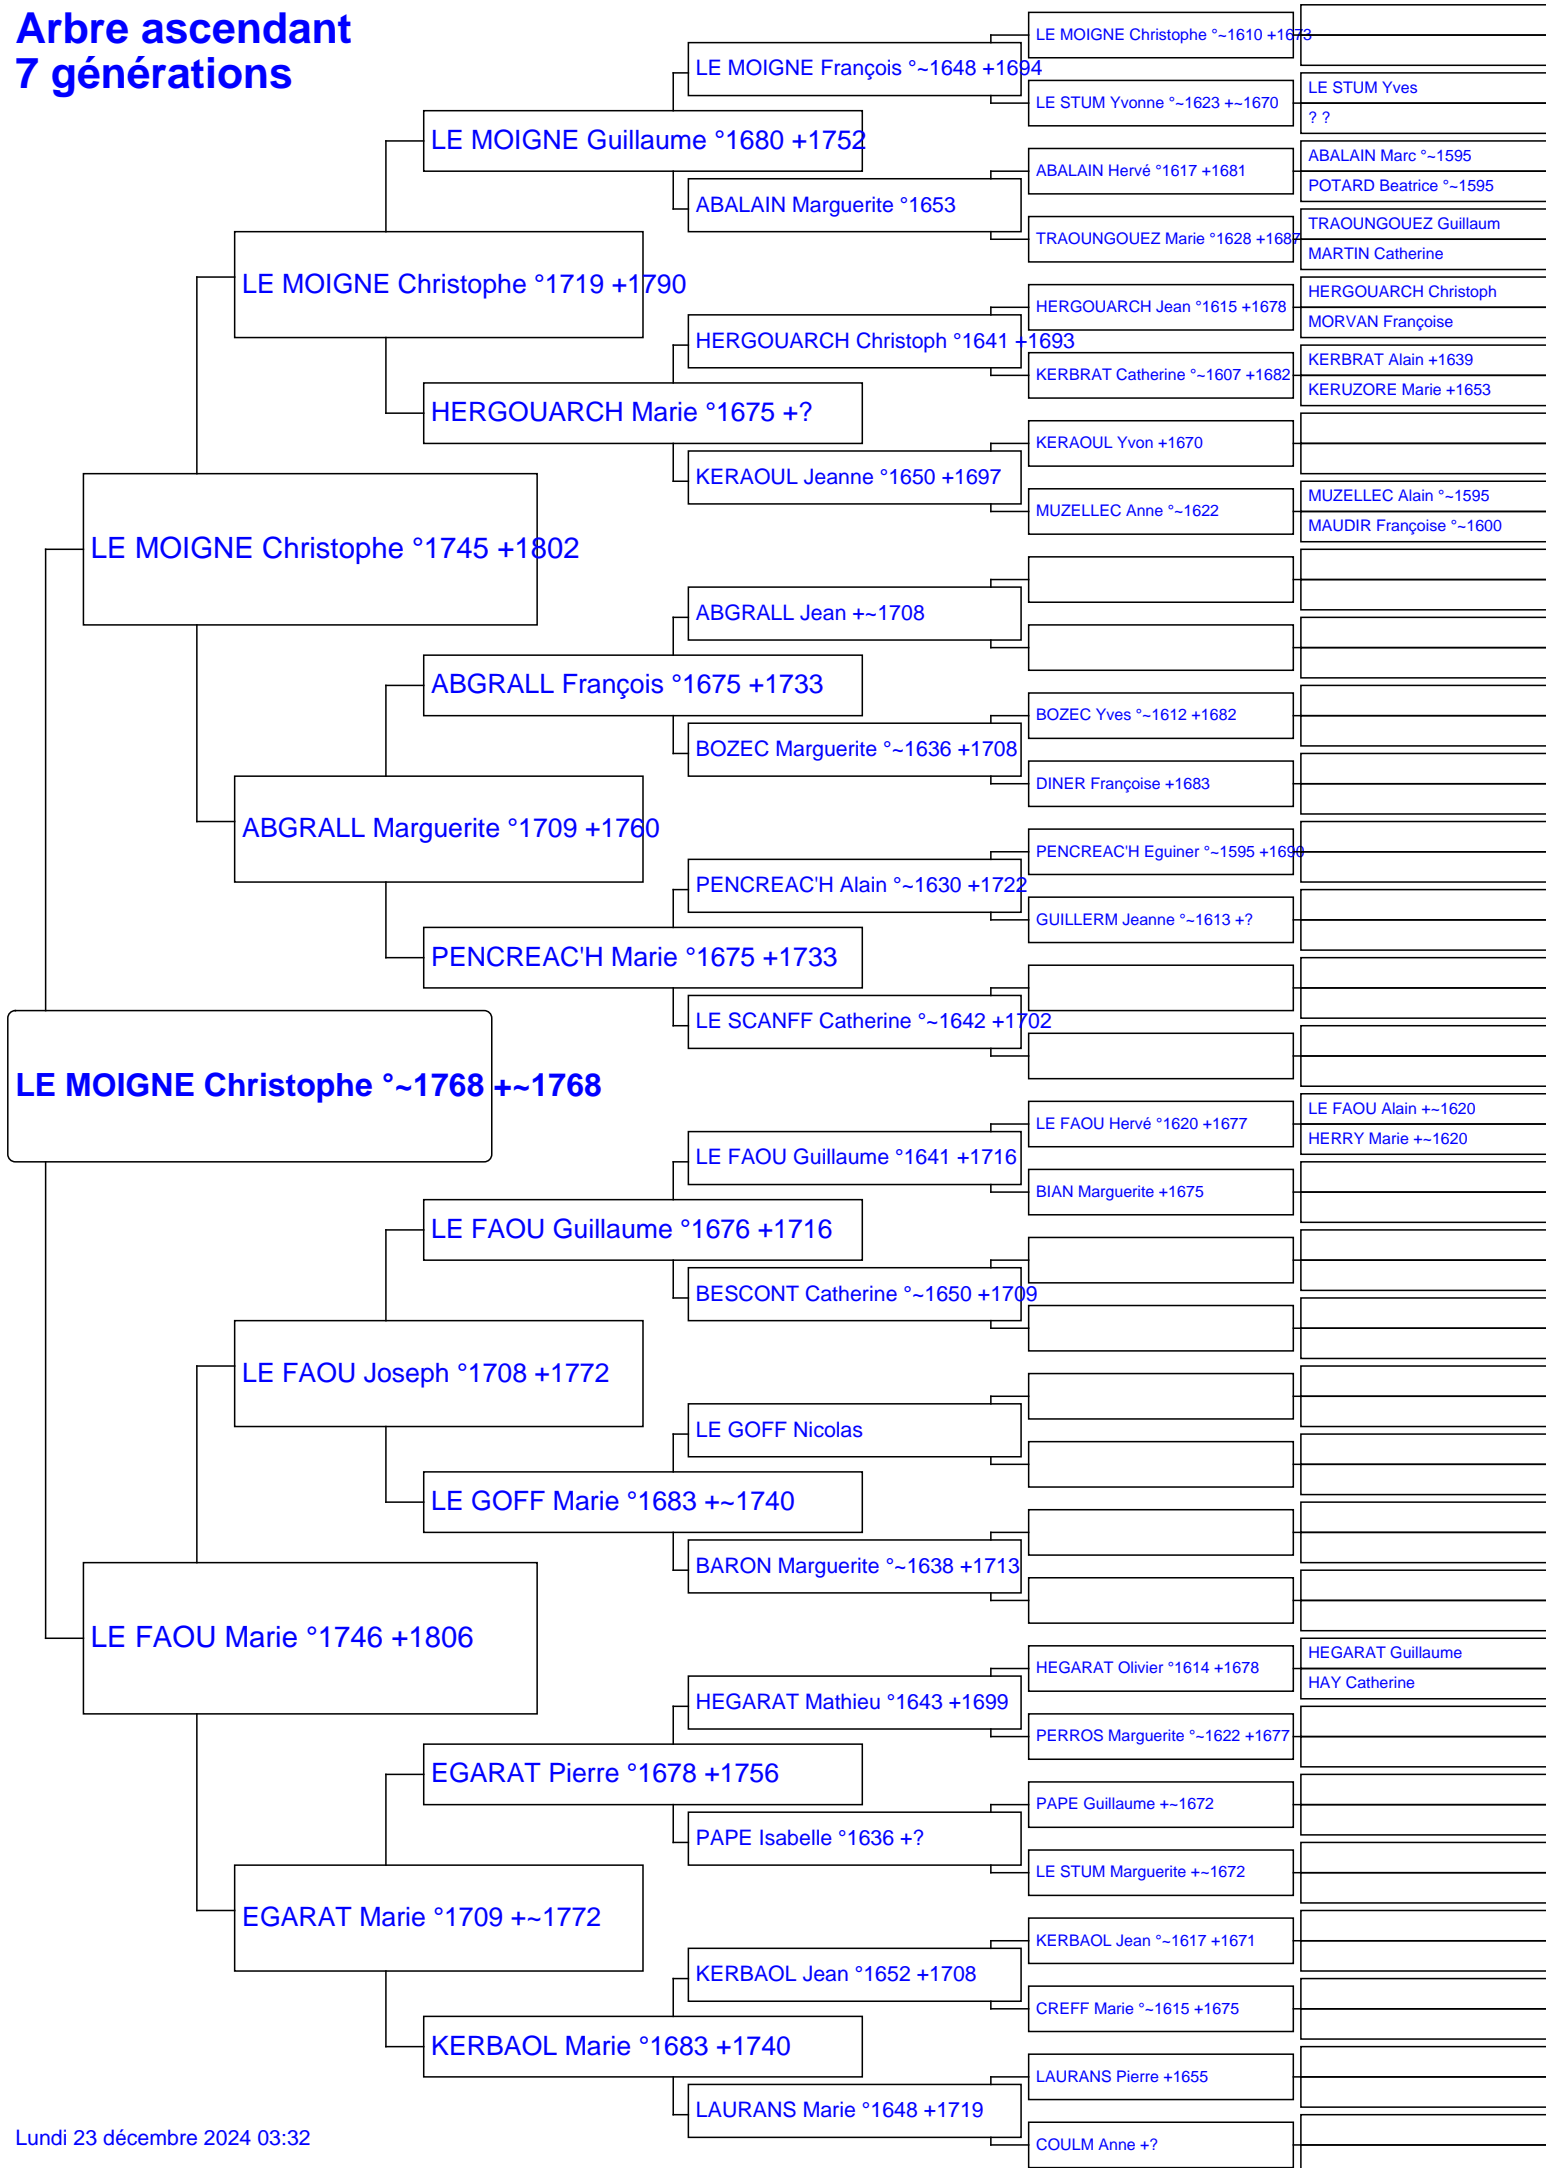 Arbre ascendant
7 générations
LE MOIGNE Christophe °~1768 +~1768
LE MOIGNE Christophe °1745 +1802
LE FAOU Marie °1746 +1806
LE MOIGNE Christophe °1719 +1790
ABGRALL Marguerite °1709 +1760
LE FAOU Joseph °1708 +1772
EGARAT Marie °1709 +~1772
LE MOIGNE Guillaume °1680 +1752
HERGOUARCH Marie °1675 +?
ABGRALL François °1675 +1733
PENCREAC'H Marie °1675 +1733
LE FAOU Guillaume °1676 +1716
LE GOFF Marie °1683 +~1740
EGARAT Pierre °1678 +1756
KERBAOL Marie °1683 +1740
LE MOIGNE François °~1648 +1694
ABALAIN Marguerite °1653
HERGOUARCH Christoph °1641 +1693
KERAOUL Jeanne °1650 +1697
ABGRALL Jean +~1708
BOZEC Marguerite °~1636 +1708
PENCREAC'H Alain °~1630 +1722
LE SCANFF Catherine °~1642 +1702
LE FAOU Guillaume °1641 +1716
BESCONT Catherine °~1650 +1709
LE GOFF Nicolas
BARON Marguerite °~1638 +1713
HEGARAT Mathieu °1643 +1699
PAPE Isabelle °1636 +?
KERBAOL Jean °1652 +1708
LAURANS Marie °1648 +1719
LE MOIGNE Christophe °~1610 +1673
LE STUM Yvonne °~1623 +~1670
ABALAIN Hervé °1617 +1681
TRAOUNGOUEZ Marie °1628 +1687
HERGOUARCH Jean °1615 +1678
KERBRAT Catherine °~1607 +1682
KERAOUL Yvon +1670
MUZELLEC Anne °~1622
BOZEC Yves °~1612 +1682
DINER Françoise +1683
PENCREAC'H Eguiner °~1595 +1690
GUILLERM Jeanne °~1613 +?
LE FAOU Hervé °1620 +1677
BIAN Marguerite +1675
HEGARAT Olivier °1614 +1678
PERROS Marguerite °~1622 +1677
PAPE Guillaume +~1672
LE STUM Marguerite +~1672
KERBAOL Jean °~1617 +1671
CREFF Marie °~1615 +1675
LAURANS Pierre +1655
COULM Anne +?
LE STUM Yves
? ?
ABALAIN Marc °~1595
POTARD Beatrice °~1595
TRAOUNGOUEZ Guillaum
MARTIN Catherine
HERGOUARCH Christoph
MORVAN Françoise
KERBRAT Alain +1639
KERUZORE Marie +1653
MUZELLEC Alain °~1595
MAUDIR Françoise °~1600
LE FAOU Alain +~1620
HERRY Marie +~1620
HEGARAT Guillaume
HAY Catherine
Lundi 23 décembre 2024 03:32